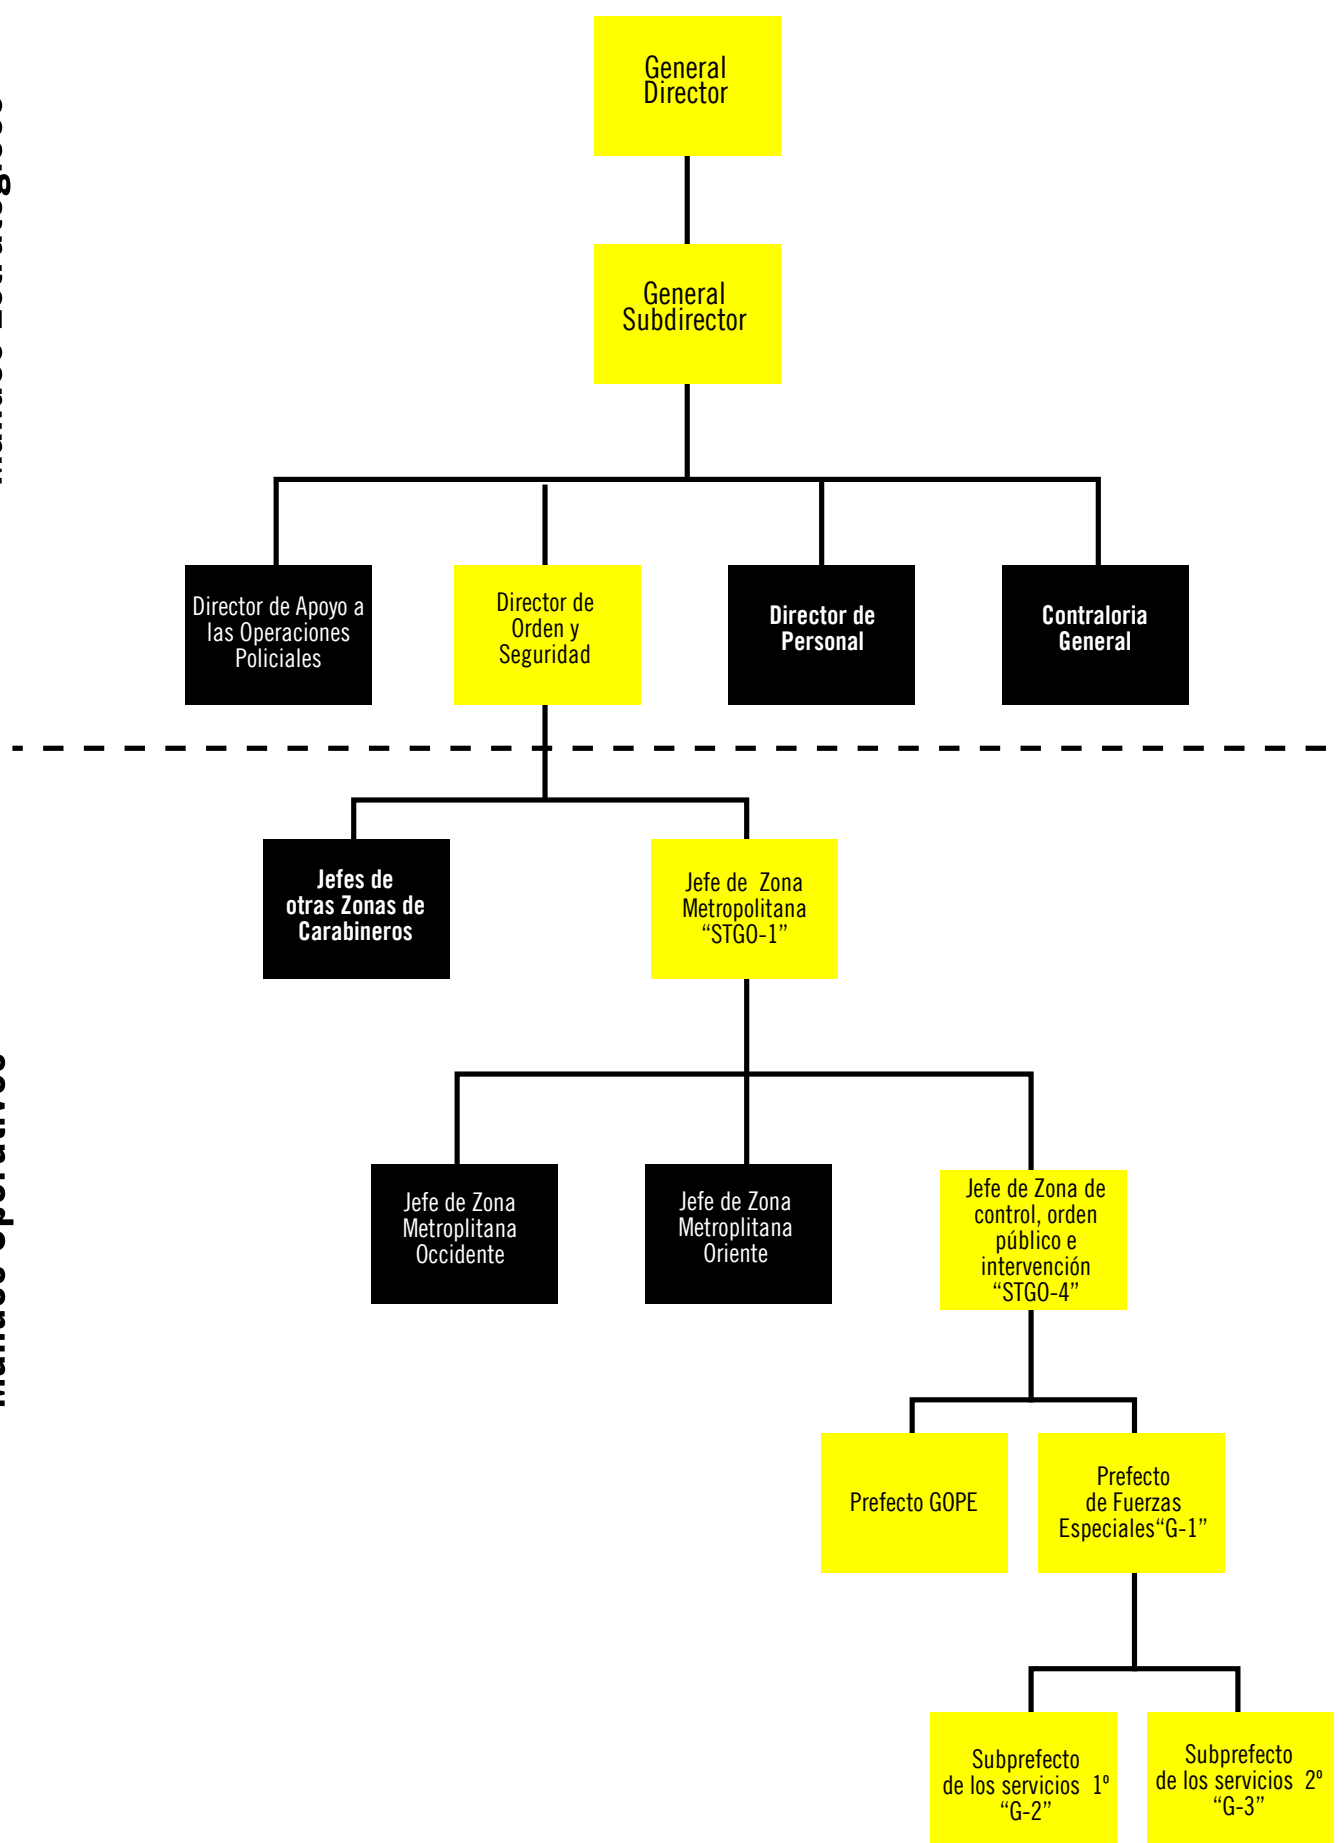 General
Director
General
Subdirector
Director de Apoyo a
las Operaciones
Policiales
Director de
Orden y
Seguridad
Director de
Personal
Contraloria
General
Jefes de
otras Zonas de
Carabineros
Jefe de Zona
Metropolitana
“STGO-1”
Jefe de Zona
Metroplitana
Occidente
Jefe de Zona
Metroplitana
Oriente
Jefe de Zona de
control, orden
público e
intervención
“STGO-4”
Prefecto GOPE
Prefecto
de Fuerzas
Especiales“G-1”
Subprefecto
de los servicios 1º
“G-2”
Subprefecto
de los servicios 2º
“G-3”